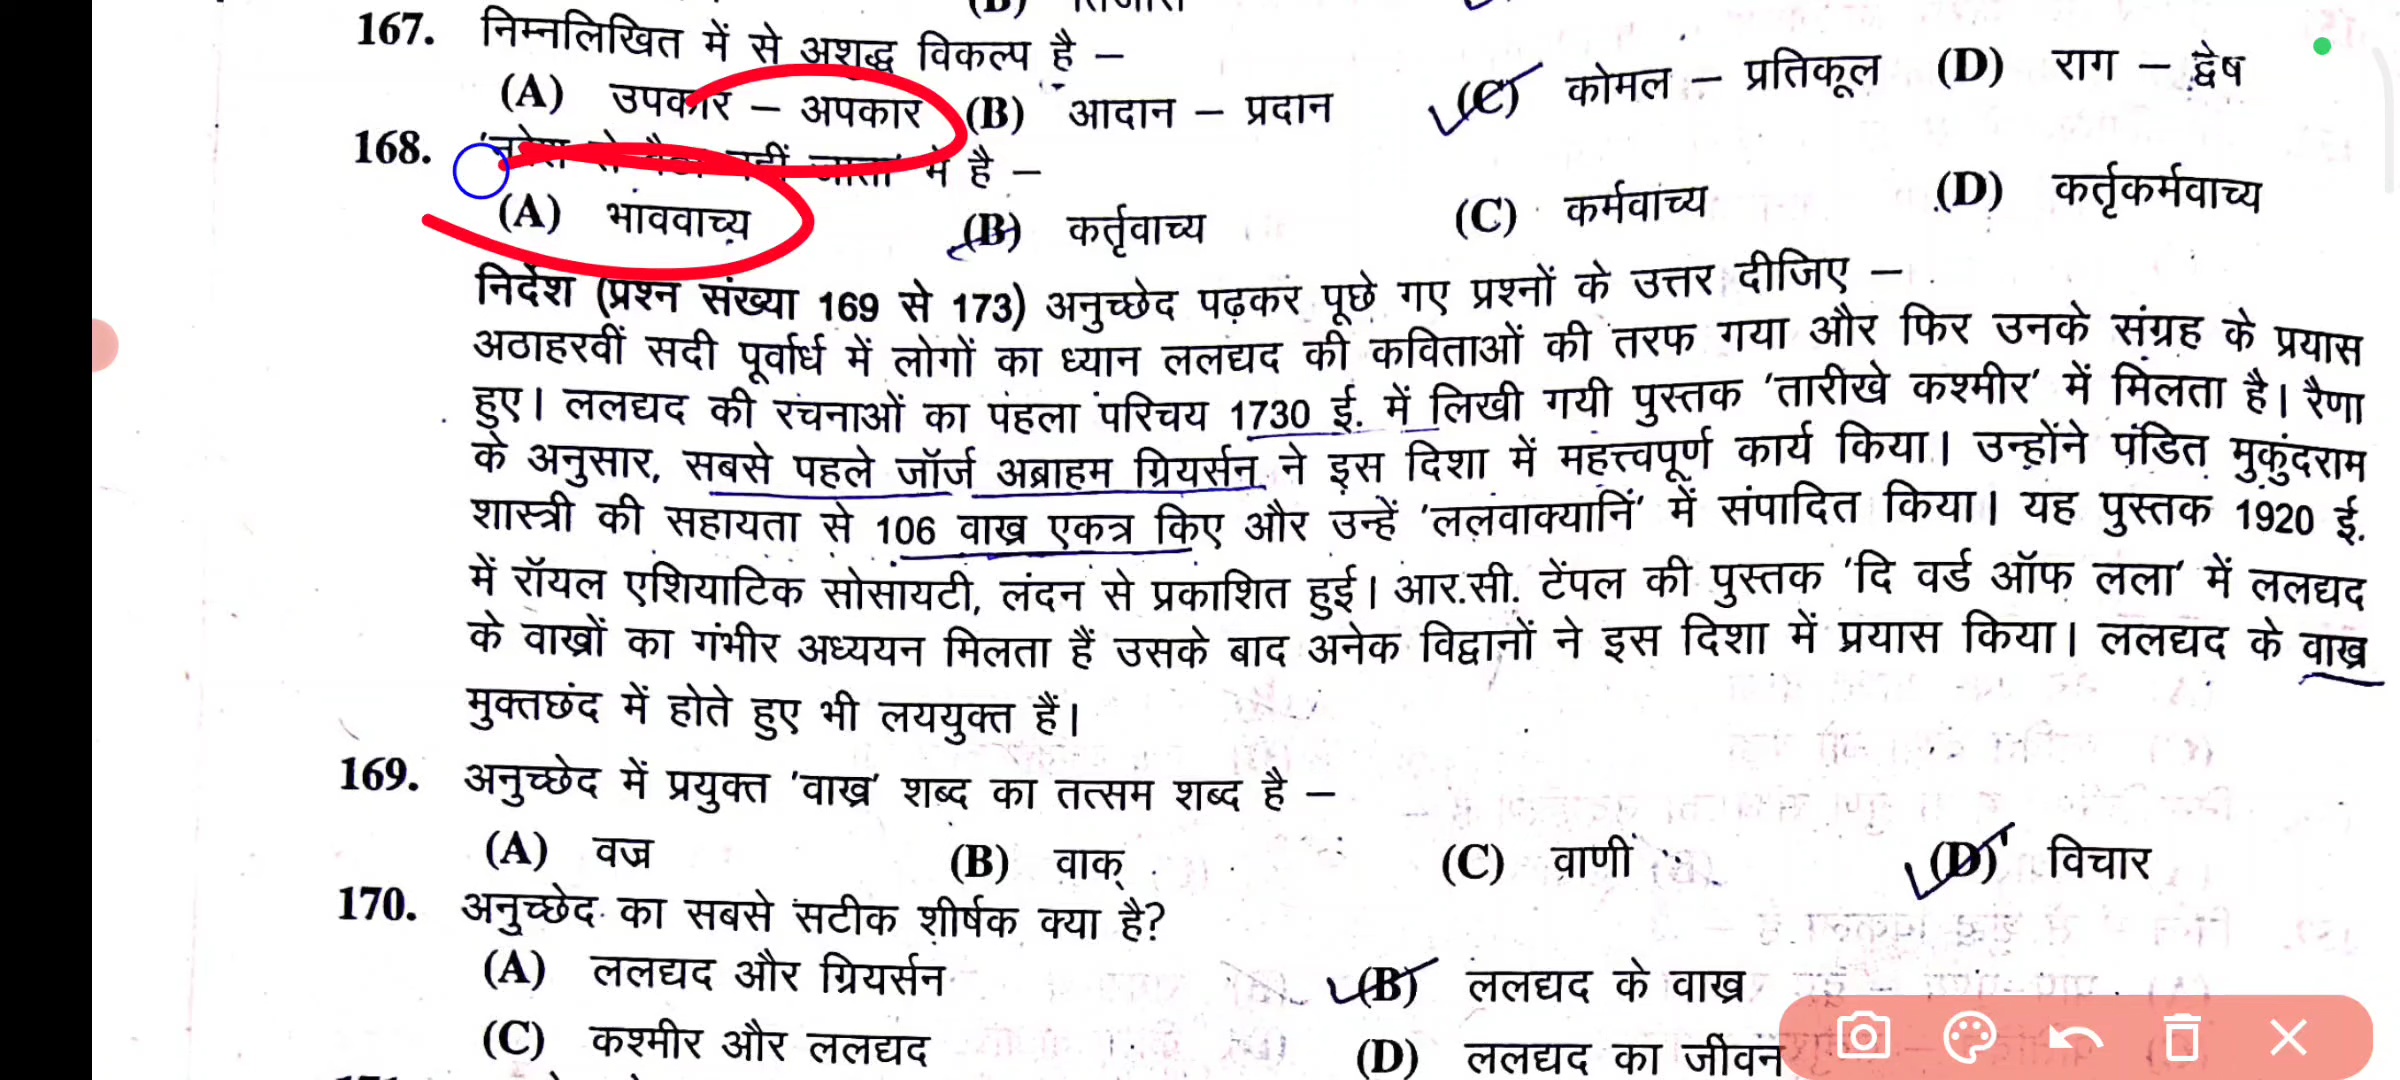 167. निम्नलिखित में से अशुद्ध विकल्प है –
(A) उपकार – अपकार (B) आदान – प्रदान (C) कोमल – प्रतिकूल (D) राग – द्वेष
168. में है –
(A) भाववाच्य (B) कर्तृवाच्य (C) कर्मवाच्य (D) कर्तृकर्मवाच्य
निर्देश (प्रश्न संख्या 169 से 173) अनुच्छेद पढ़कर पूछे गए प्रश्नों के उत्तर दीजिए –
अठाहरवीं सदी पूर्वार्ध में लोगों का ध्यान ललद्यद की कविताओं की तरफ गया और फिर उनके संग्रह के प्रयास
हुए। ललद्यद की रचनाओं का पहला परिचय 1730 ई. में लिखी गयी पुस्तक 'तारीखे कश्मीर' में मिलता है। रैणा
के अनुसार, सबसे पहले जॉर्ज अब्राहम ग्रियर्सन ने इस दिशा में महत्त्वपूर्ण कार्य किया। उन्होंने पंडित मुकुंदराम
शास्त्री की सहायता से 106 वाख़ एकत्र किए और उन्हें 'ललवाक्यानिं' में संपादित किया। यह पुस्तक 1920 ई.
में रॉयल एशियाटिक सोसायटी, लंदन से प्रकाशित हुई। आर.सी. टेंपल की पुस्तक 'दि वर्ड ऑफ लला' में ललद्यद
के वाख़ों का गंभीर अध्ययन मिलता हैं उसके बाद अनेक विद्वानों ने इस दिशा में प्रयास किया। ललद्यद के वाख़
मुक्तछंद में होते हुए भी लययुक्त हैं।
169. अनुच्छेद में प्रयुक्त 'वाख़' शब्द का तत्सम शब्द है –
(A) वज्र (B) वाक् (C) वाणी (D) विचार
170. अनुच्छेद का सबसे सटीक शीर्षक क्या है?
(A) ललद्यद और ग्रियर्सन (B) ललद्यद के वाख़
(C) कश्मीर और ललद्यद (D) ललद्यद का जीवन